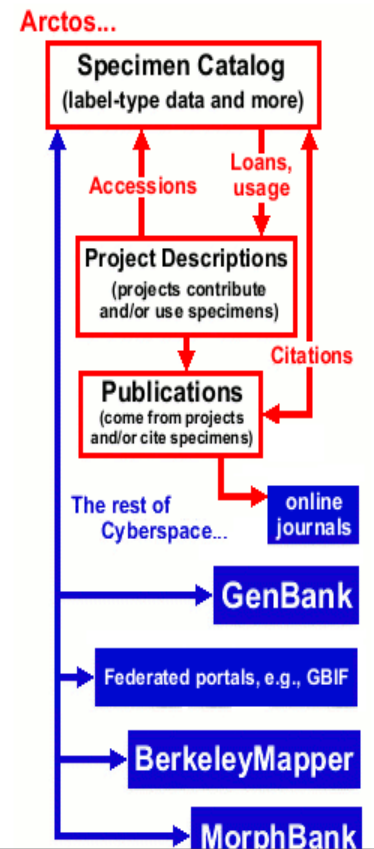 Arctos...
Specimen Catalog
(label-type data and more)
Accessions
Loans,
usage
Project Descriptions
(projects contribute
and/or use specimens)
Citations
Publications
(come from projects
and/or cite specimens)
online
journals
The rest of
Cyberspace...
GenBank
Federated portals, e.g., GBIF
BerkeleyMapper
MorphBank